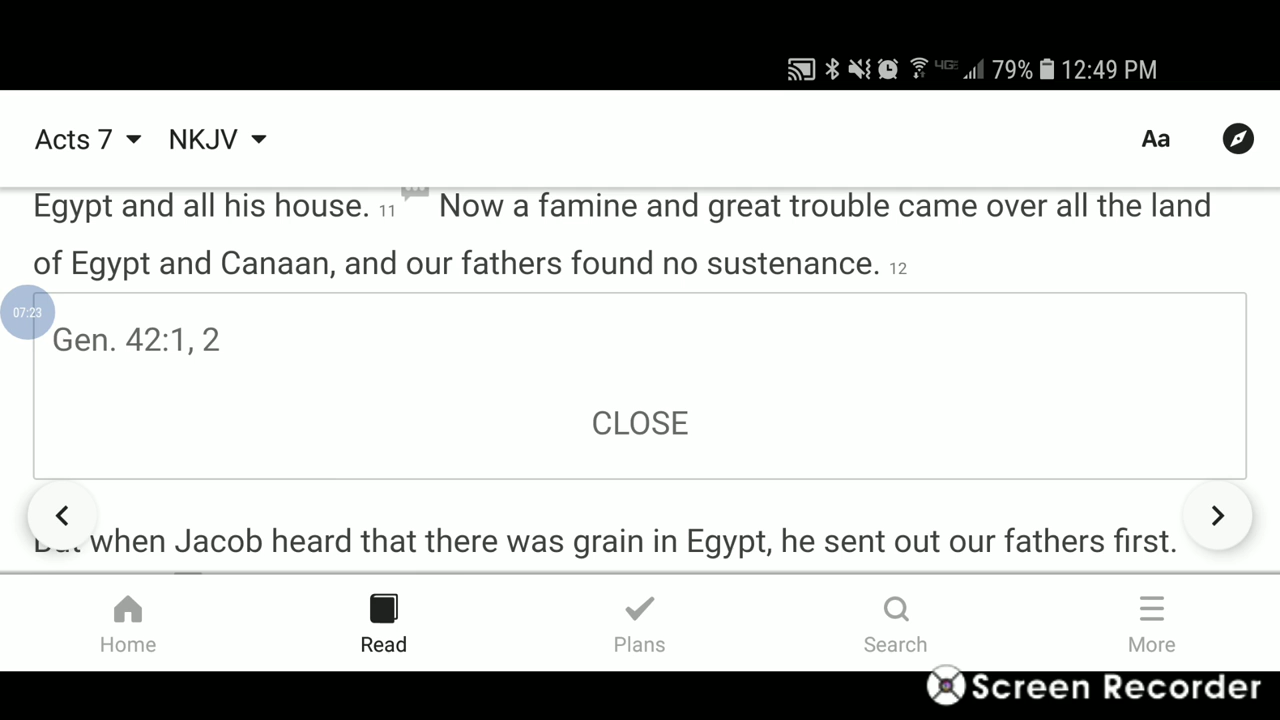 4GE 79% 12:49 PM
Acts 7 NKJV Aa
Egypt and all his house. 11 Now a famine and great trouble came over all the land
of Egypt and Canaan, and our fathers found no sustenance. 12
07:23
Gen. 42:1, 2
CLOSE
But when Jacob heard that there was grain in Egypt, he sent out our fathers first.
Home Read Plans Search More
Screen Recorder